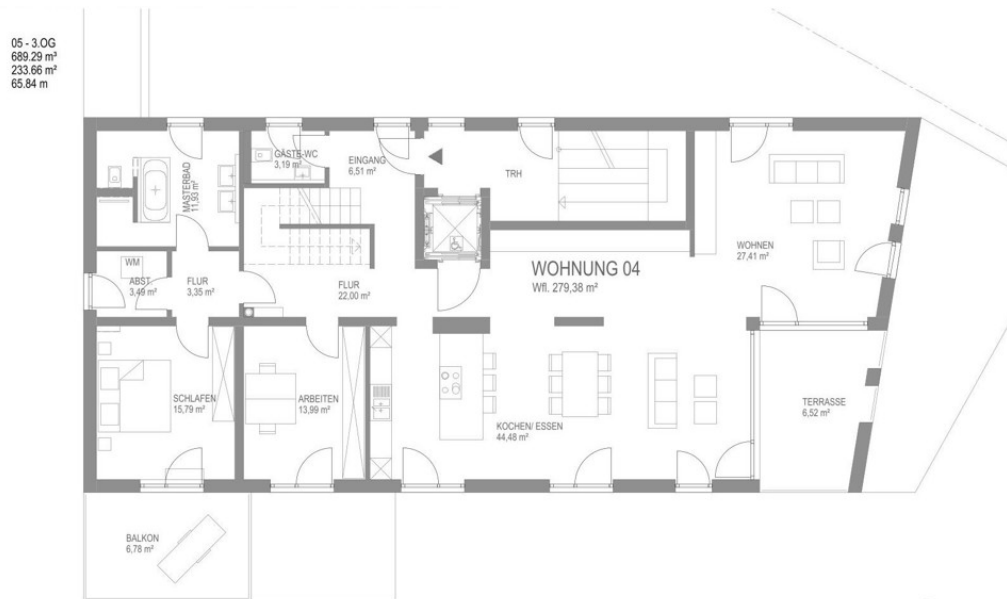 05 - 3.OG
689.29 m³
233.66 m²
65.84 m
MASTERBAD
11,93 m²
GÄSTE-WC
3,19 m²
EINGANG
6,51 m²
TRH
WOHNEN
27,41 m²
WM
ABST.
3,49 m²
FLUR
3,35 m²
FLUR
22,00 m²
WOHNUNG 04
Wfl. 279,38 m²
SCHLAFEN
15,79 m²
ARBEITEN
13,99 m²
KOCHEN/ ESSEN
44,48 m²
TERRASSE
6,52 m²
BALKON
6,78 m²